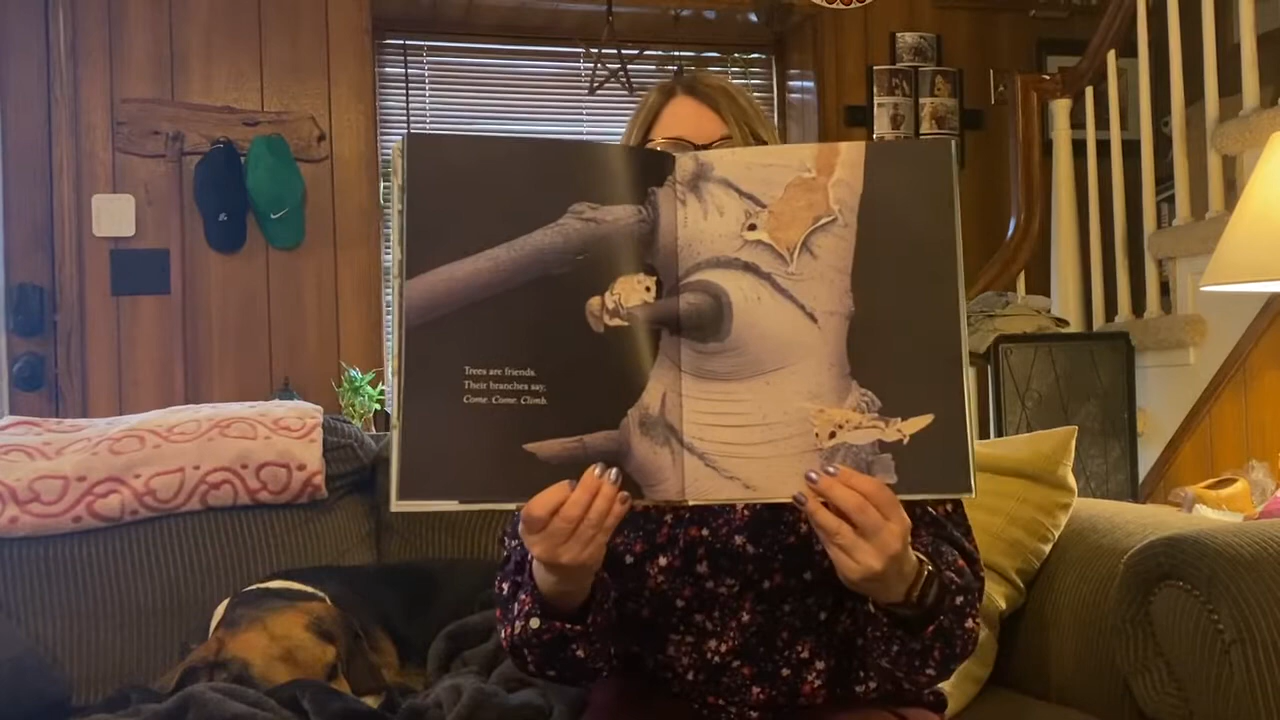 Trees are friends.
Their branches say,
Come. Come. Climb.